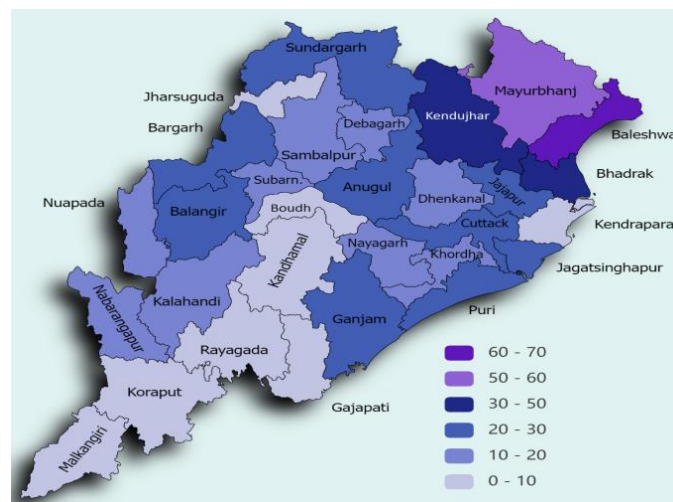 Sundargarh
Jharsuguda
Mayurbhanj
Kendujhar
Debagarh
Bargarh
Baleshwa
Sambalpur
Bhadrak
Subarn.
Anugul
Jajapur
Nuapada
Dhenkanal
Balangir
Boudh
Kendrapara
Cuttack
Nayagarh
Khordha
Kandhamal
Jagatsinghapur
Nabarangapur
Kalahandi
Puri
Ganjam
Rayagada
Koraput
Gajapati
Malkangiri
60 - 70
50 - 60
30 - 50
20 - 30
10 - 20
0 - 10